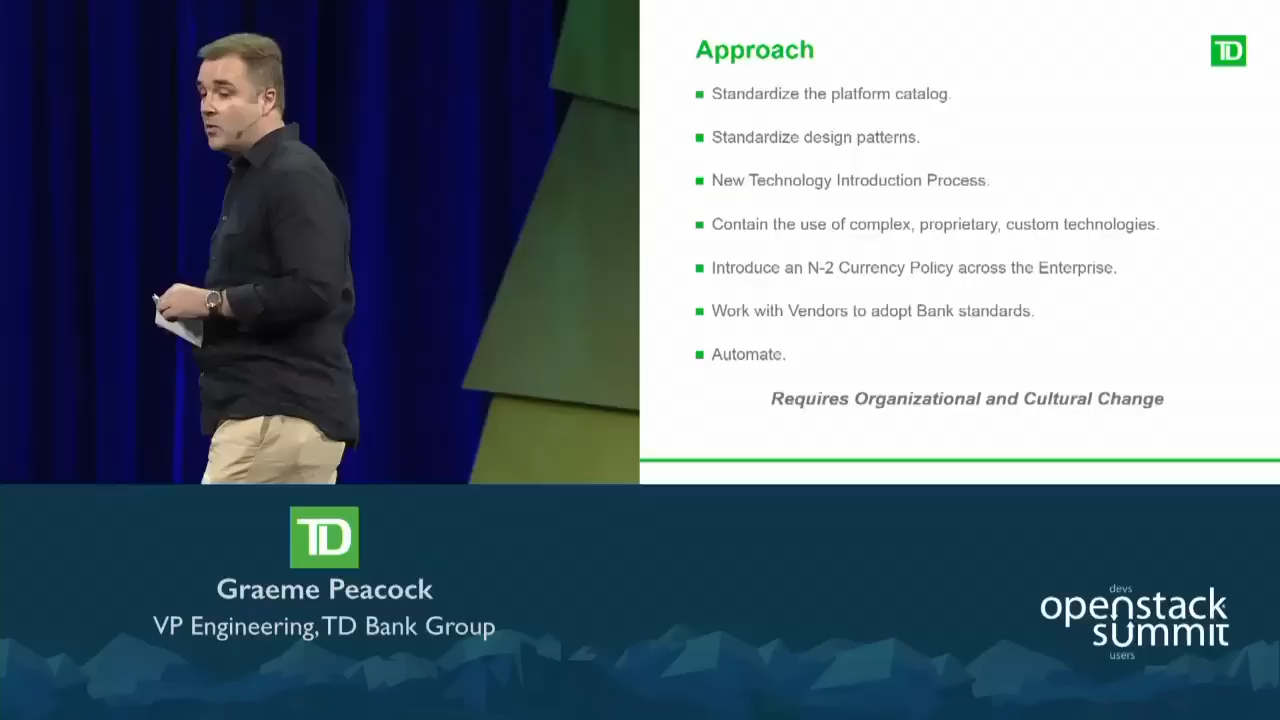 Approach
TD
Standardize the platform catalog.
Standardize design patterns.
New Technology Introduction Process.
Contain the use of complex, proprietary, custom technologies.
Introduce an N-2 Currency Policy across the Enterprise.
Work with Vendors to adopt Bank standards.
Automate.
Requires Organizational and Cultural Change
TD
Graeme Peacock
VP Engineering, TD Bank Group
devs
openstack
summit
users